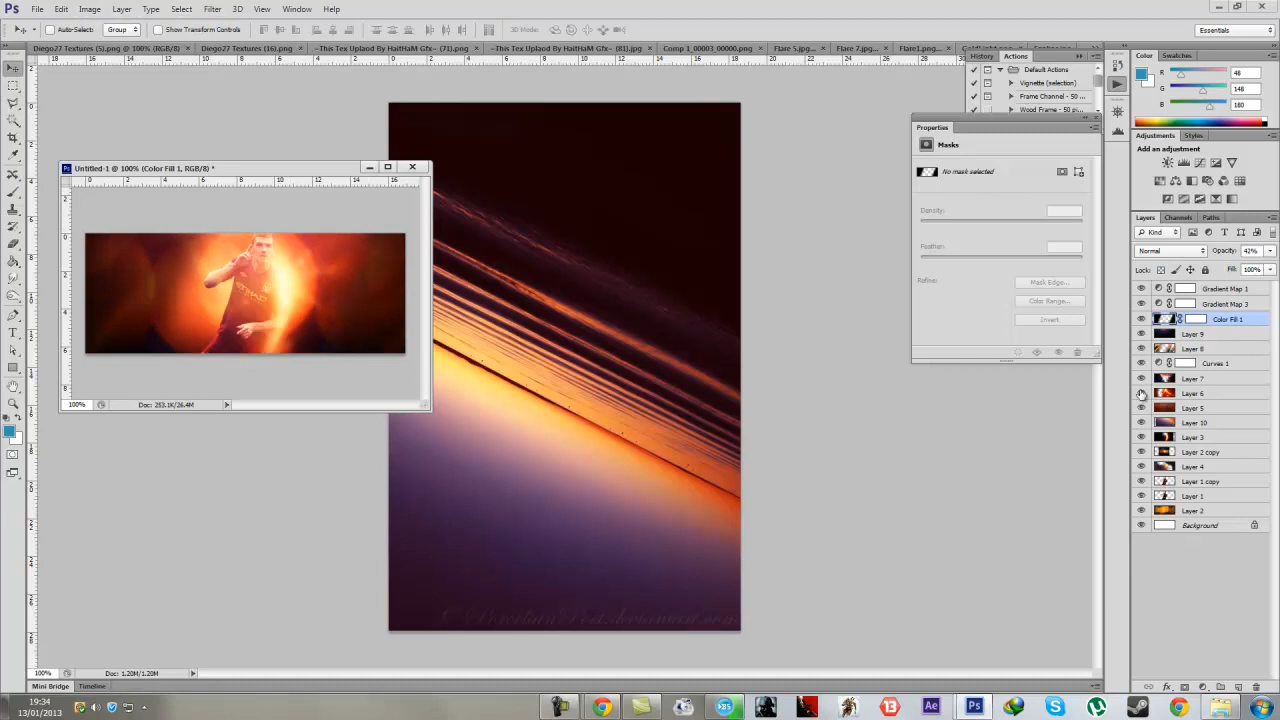 Ps File Edit Image Layer Type Select Filter 3D View Window Help
Auto-Select: Group Show Transform Controls 3D Mode: Essentials
Diego77 Textures (5).png @ 100% (RGB/8) × Diego77 Textures (16).png × ~This Tex Uplaod By HaitHaM Gfx~ (71).png × ~This Tex Uplaod By HaitHaM Gfx~ (81).jpg × Comp 1_00003_00000.png × Flare 5.jpg × Flare 7.jpg × Flare1.png ×
History Actions
Default Actions
Vignette (selection)
Frame Channel - 50 ...
Wood Frame - 50 pi...
Color Swatches
R 48
G 148
B 180
Adjustments Styles
Add an adjustment
Properties
Masks
No mask selected
Density:
Feather:
Refine: Mask Edge...
Color Range...
Invert
Untitled-1 @ 100% (Color Fill 1, RGB/8) *
100% Doc: 253.1K/26.4M
Layers Channels Paths
Kind
Normal Opacity: 42%
Lock: Fill: 100%
Gradient Map 1
Gradient Map 3
Color Fill 1
Layer 9
Layer 8
Curves 1
Layer 7
Layer 6
Layer 5
Layer 10
Layer 3
Layer 2 copy
Layer 4
Layer 1 copy
Layer 1
Layer 2
Background
100% Doc: 1.20M/1.20M
Mini Bridge Timeline
19:34
13/01/2013